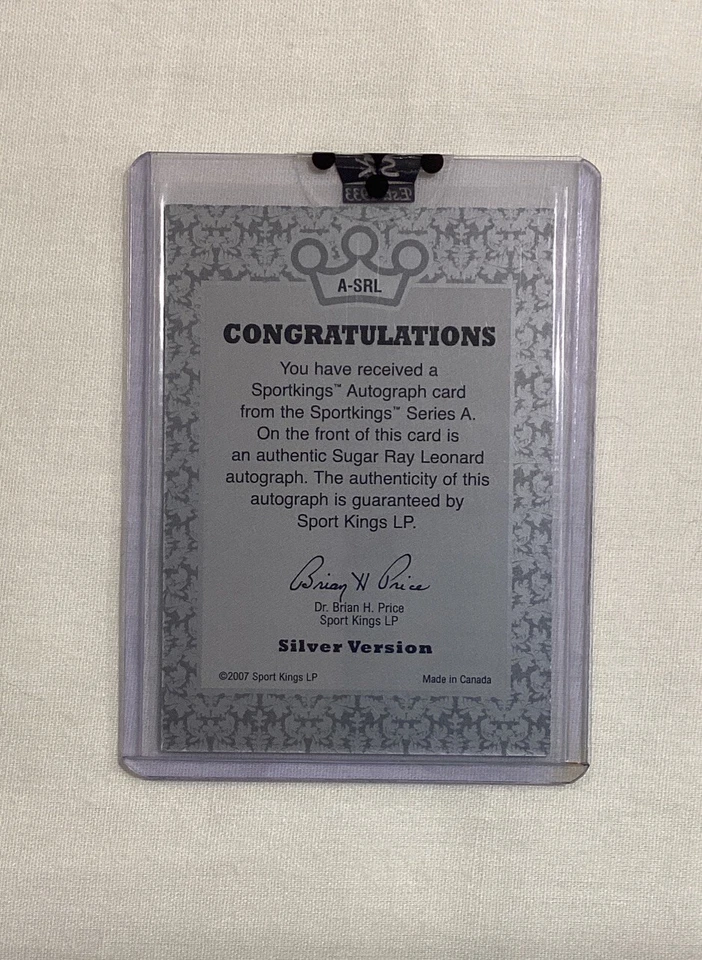 A-SRL
CONGRATULATIONS
You have received a
Sportkings™ Autograph card
from the Sportkings™ Series A.
On the front of this card is
an authentic Sugar Ray Leonard
autograph. The authenticity of this
autograph is guaranteed by
Sport Kings LP.
Brian H Price
Dr. Brian H. Price
Sport Kings LP
Silver Version
©2007 Sport Kings LP Made in Canada